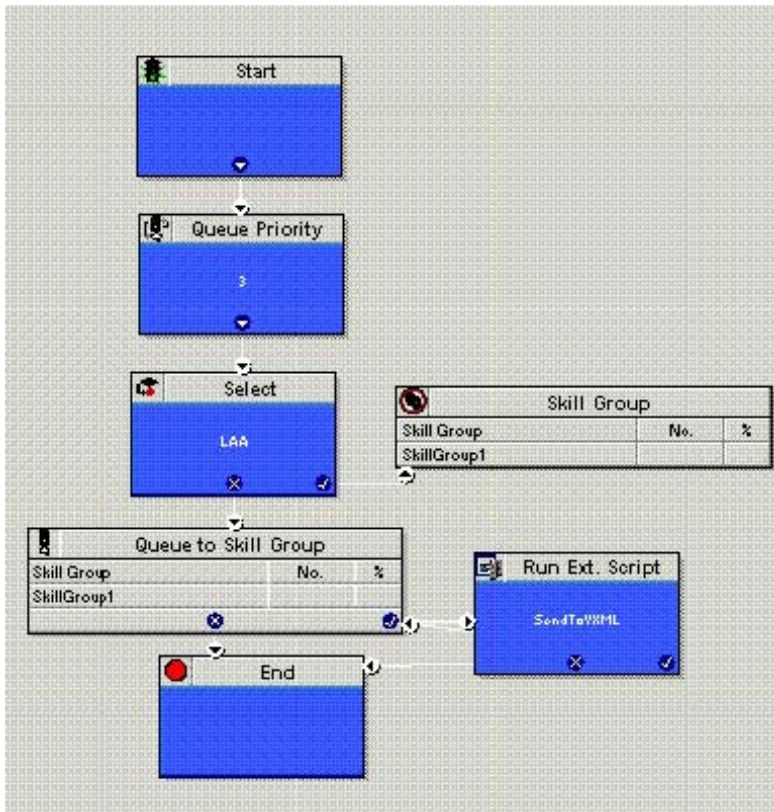 Start
Queue Priority
3
Select
LAA
Skill Group
Skill Group No. %
SkillGroup1
Queue to Skill Group
Skill Group No. %
SkillGroup1
Run Ext. Script
SendToVXML
End